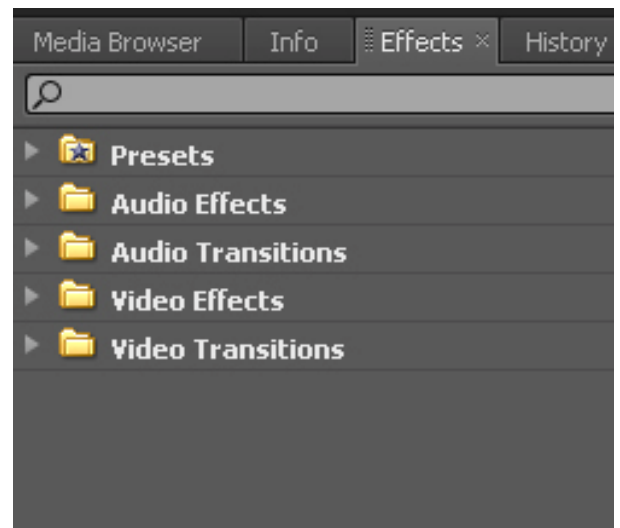 Media Browser Info Effects × History
Presets
Audio Effects
Audio Transitions
Video Effects
Video Transitions